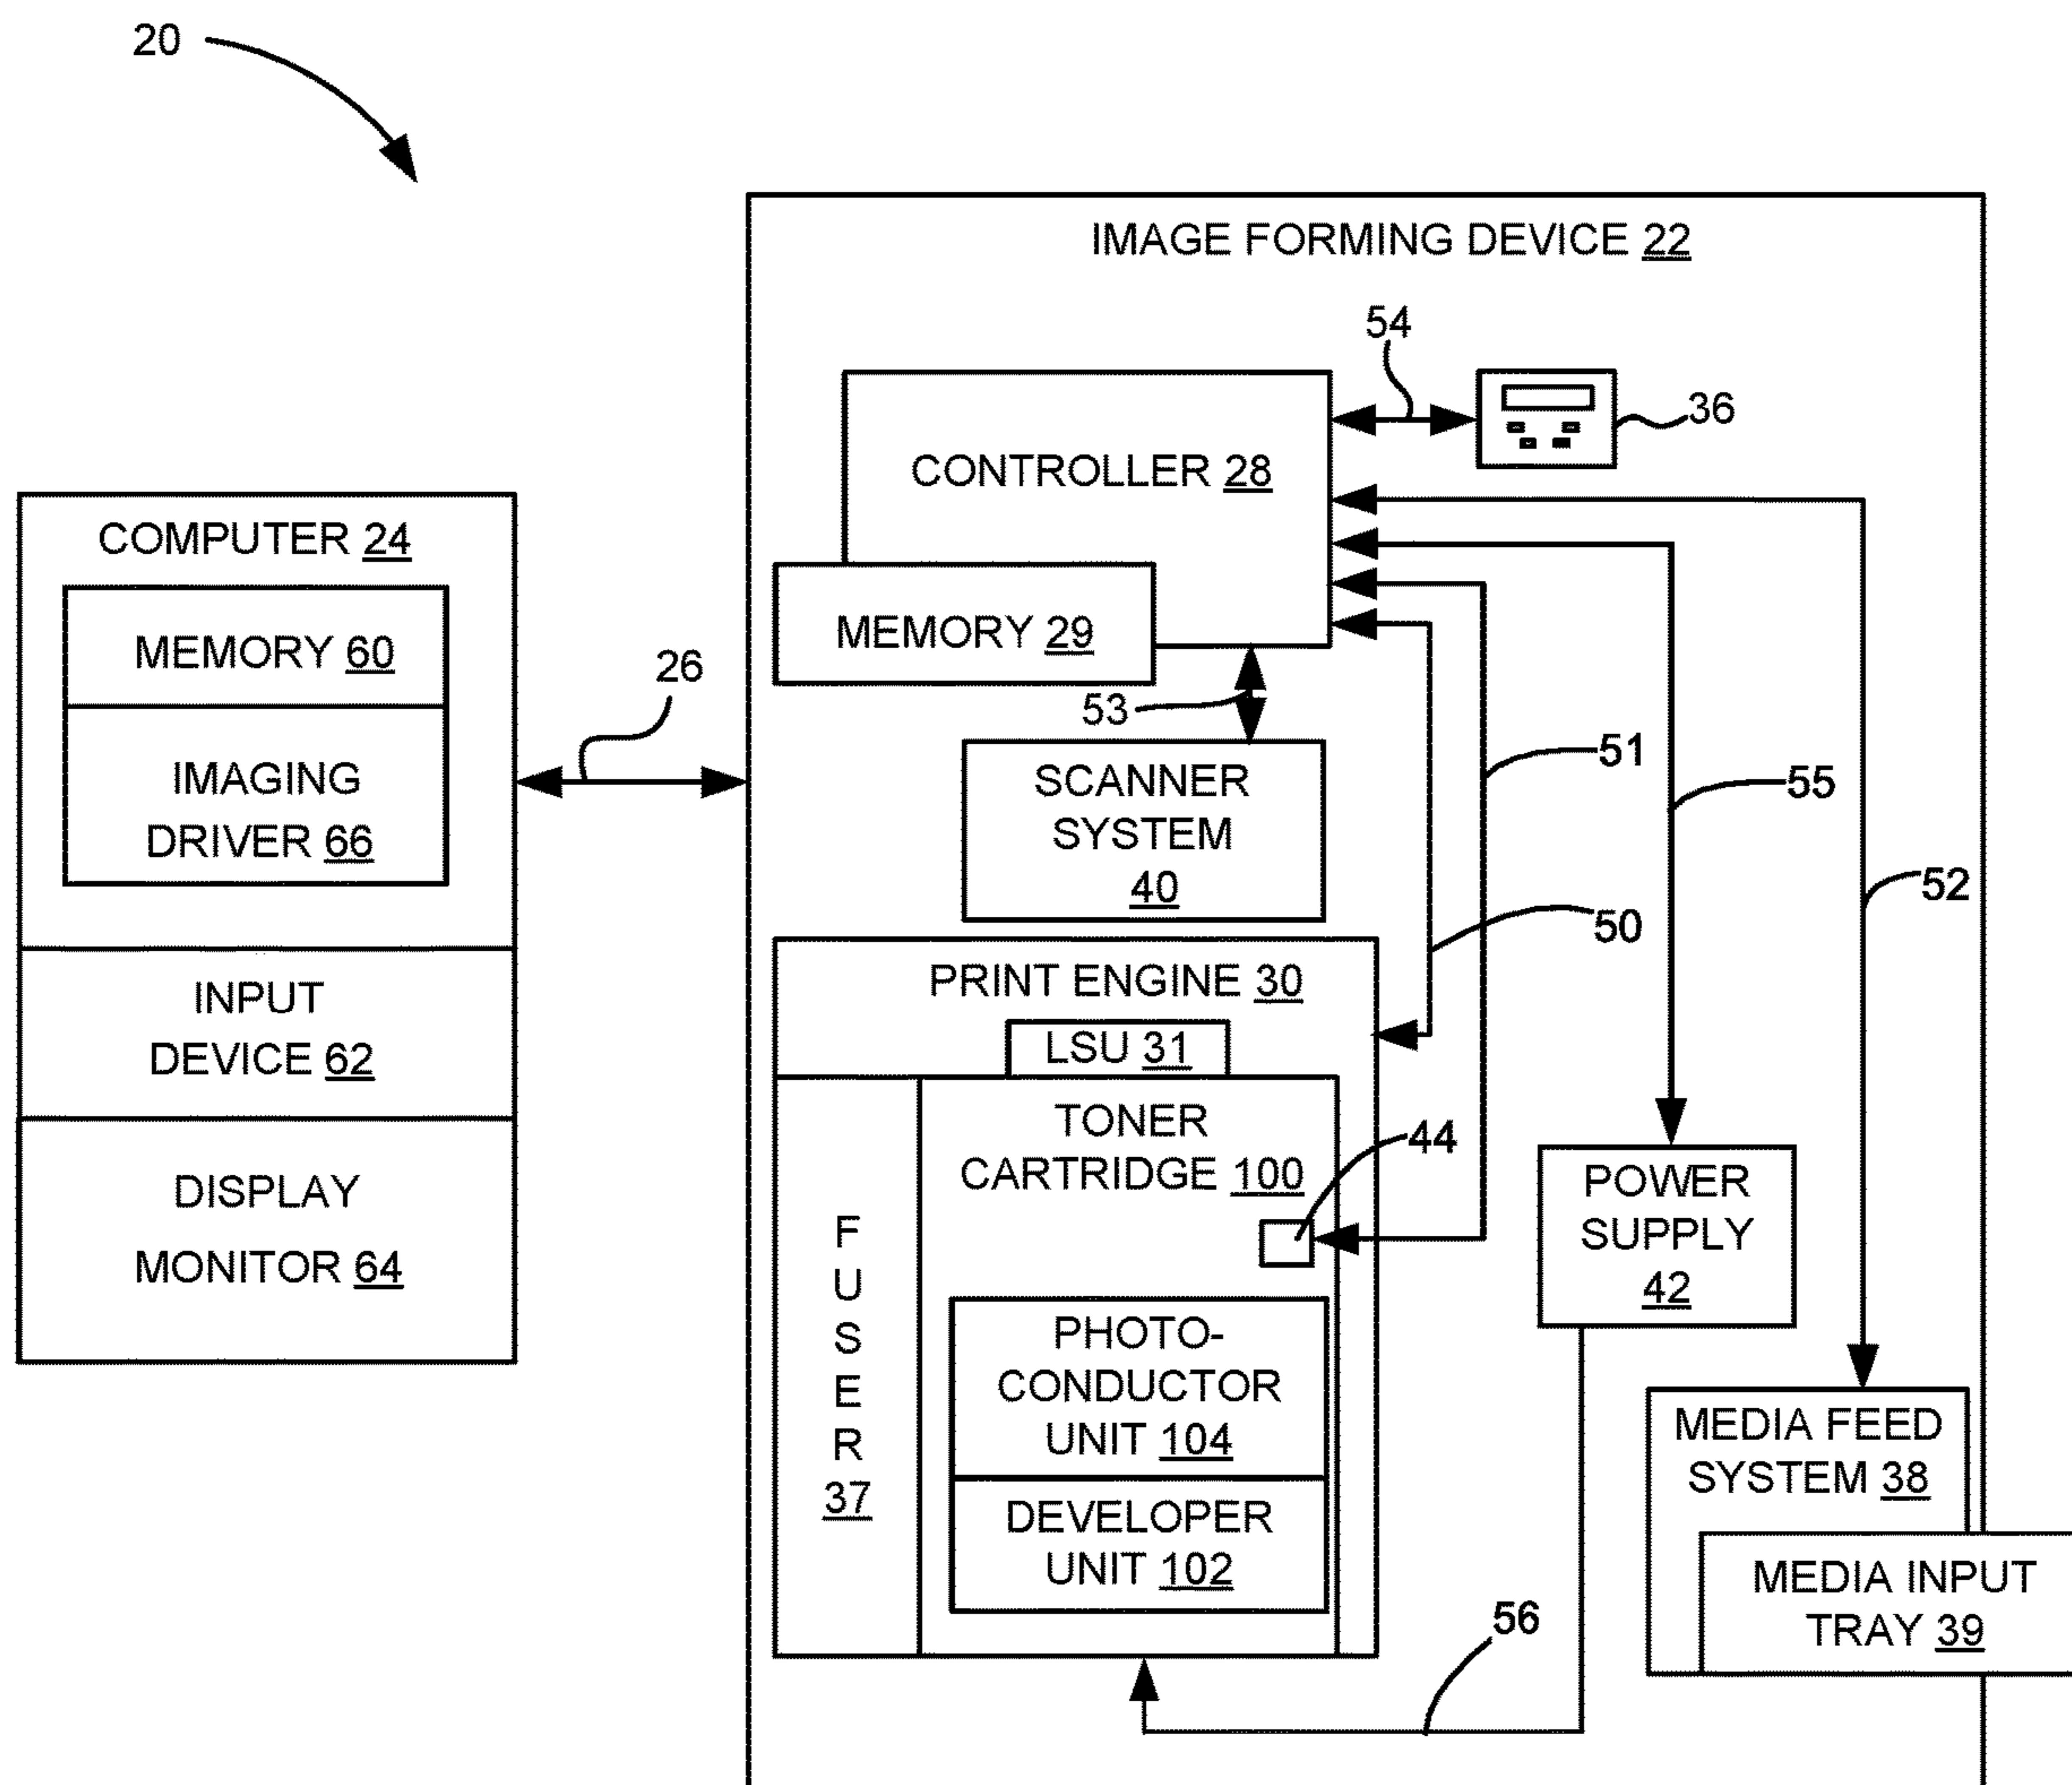 20
IMAGE FORMING DEVICE 22
54
36
CONTROLLER 28
MEMORY 29
53
COMPUTER 24
MEMORY 60
IMAGING
DRIVER 66
INPUT
DEVICE 62
DISPLAY
MONITOR 64
26
SCANNER
SYSTEM
40
51
55
52
50
PRINT ENGINE 30
LSU 31
TONER
CARTRIDGE 100
44
F
U
S
E
R
37
PHOTO-
CONDUCTOR
UNIT 104
DEVELOPER
UNIT 102
POWER
SUPPLY
42
MEDIA FEED
SYSTEM 38
MEDIA INPUT
TRAY 39
56